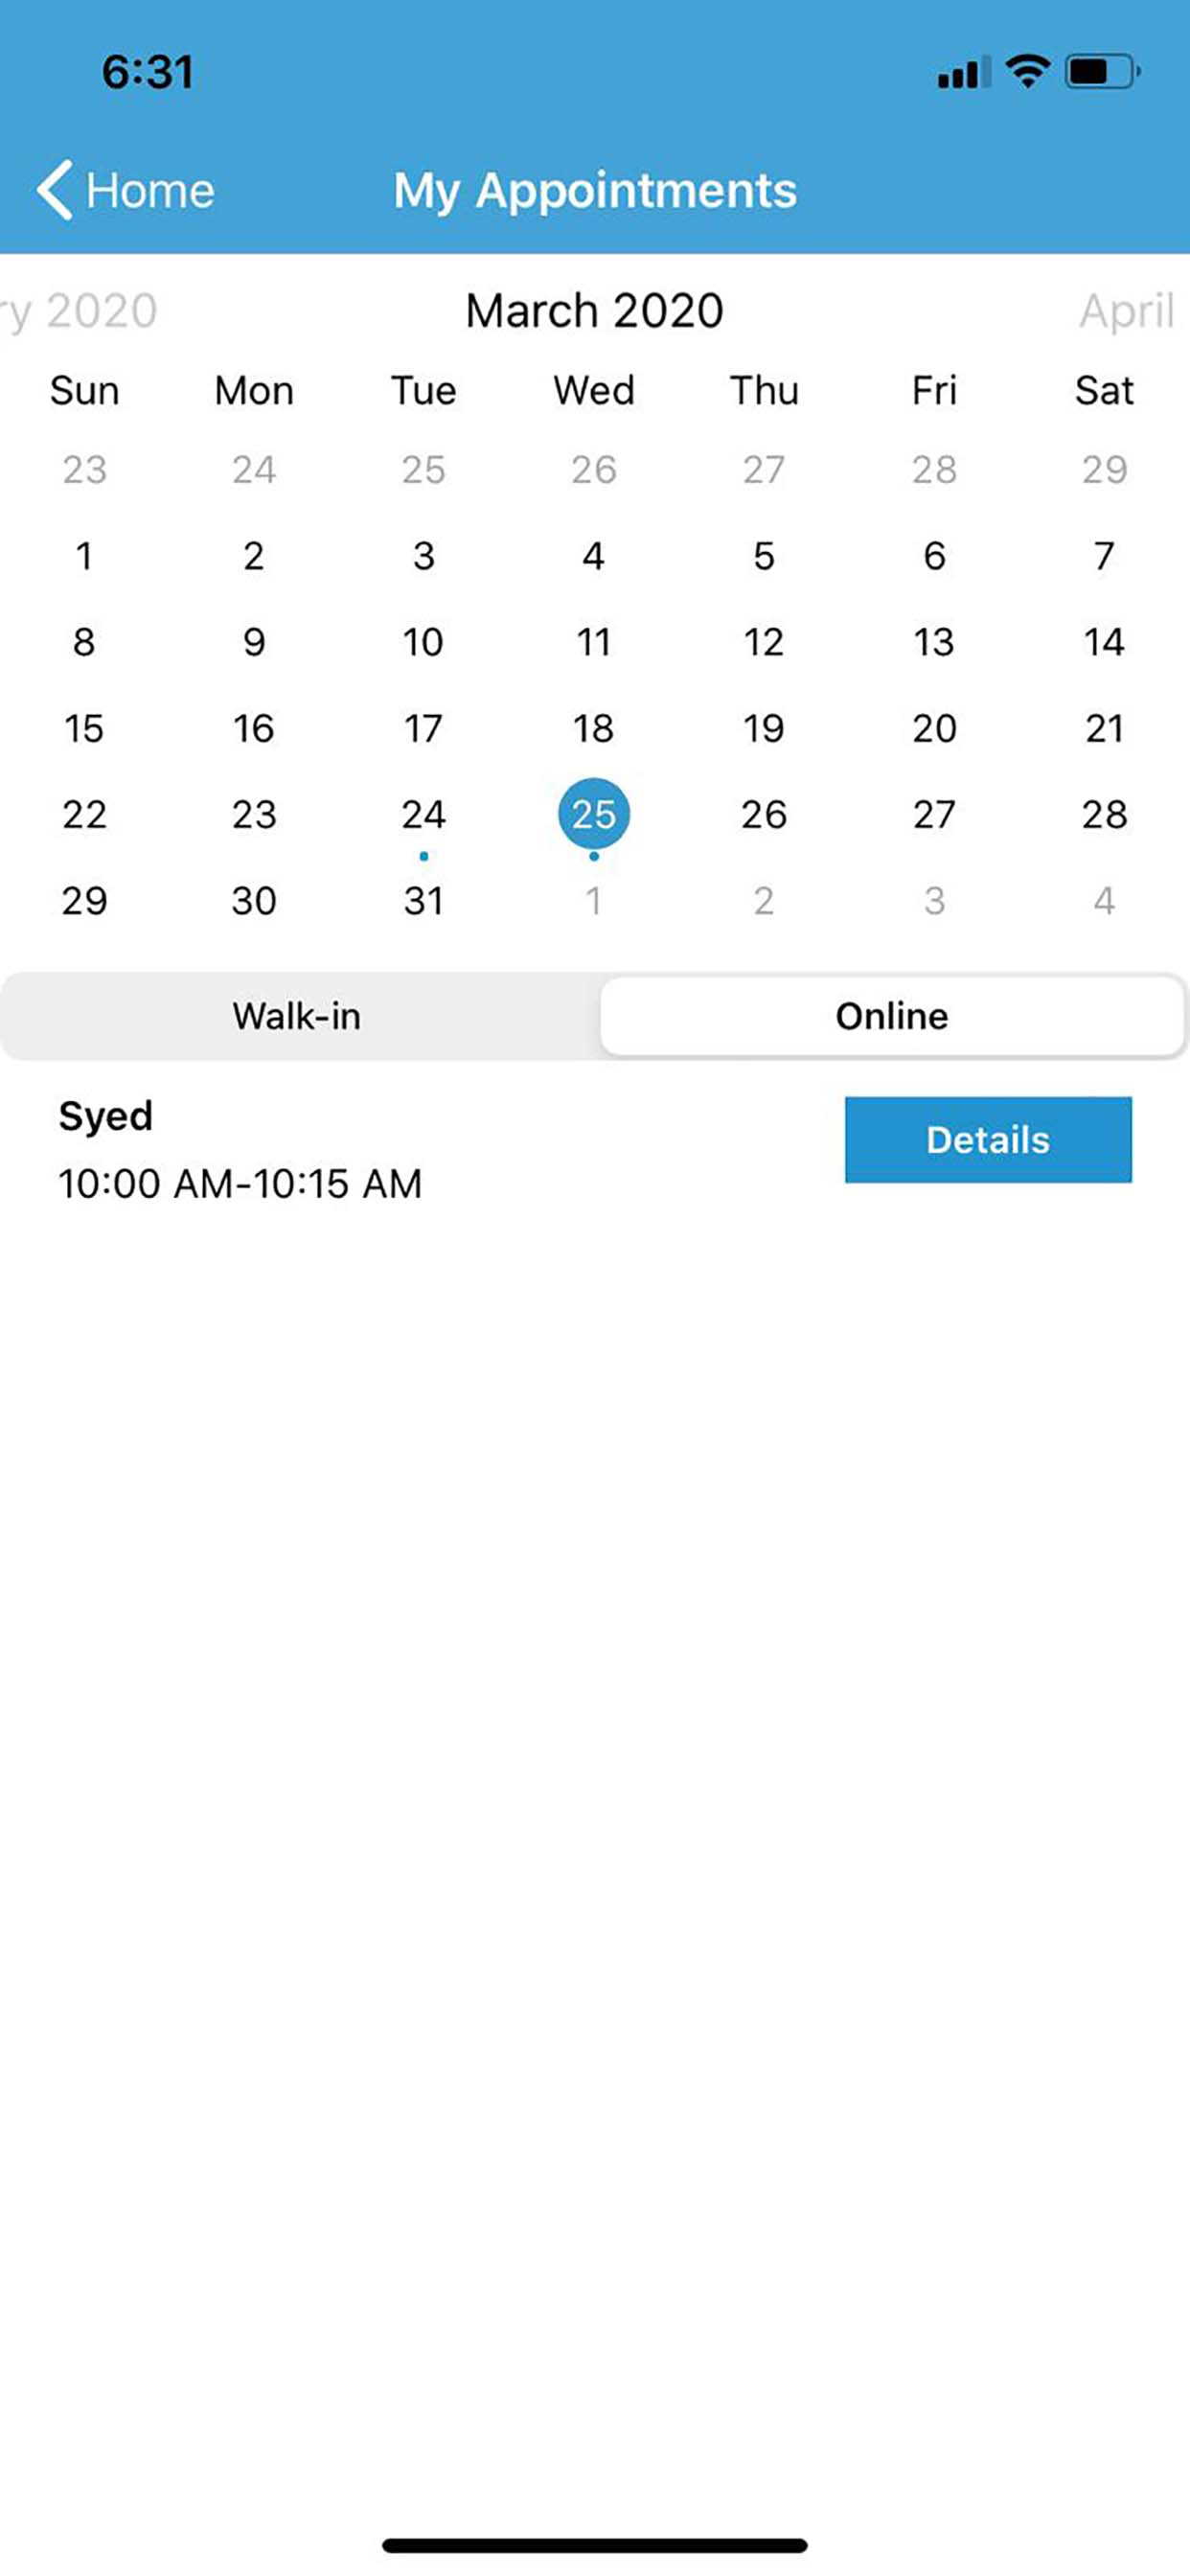 6:31
Home My Appointments
ry 2020 March 2020 April
Sun Mon Tue Wed Thu Fri Sat
23 24 25 26 27 28 29
1 2 3 4 5 6 7
8 9 10 11 12 13 14
15 16 17 18 19 20 21
22 23 24 25 26 27 28
29 30 31 1 2 3 4
Walk-in Online
Syed
Details
10:00 AM-10:15 AM